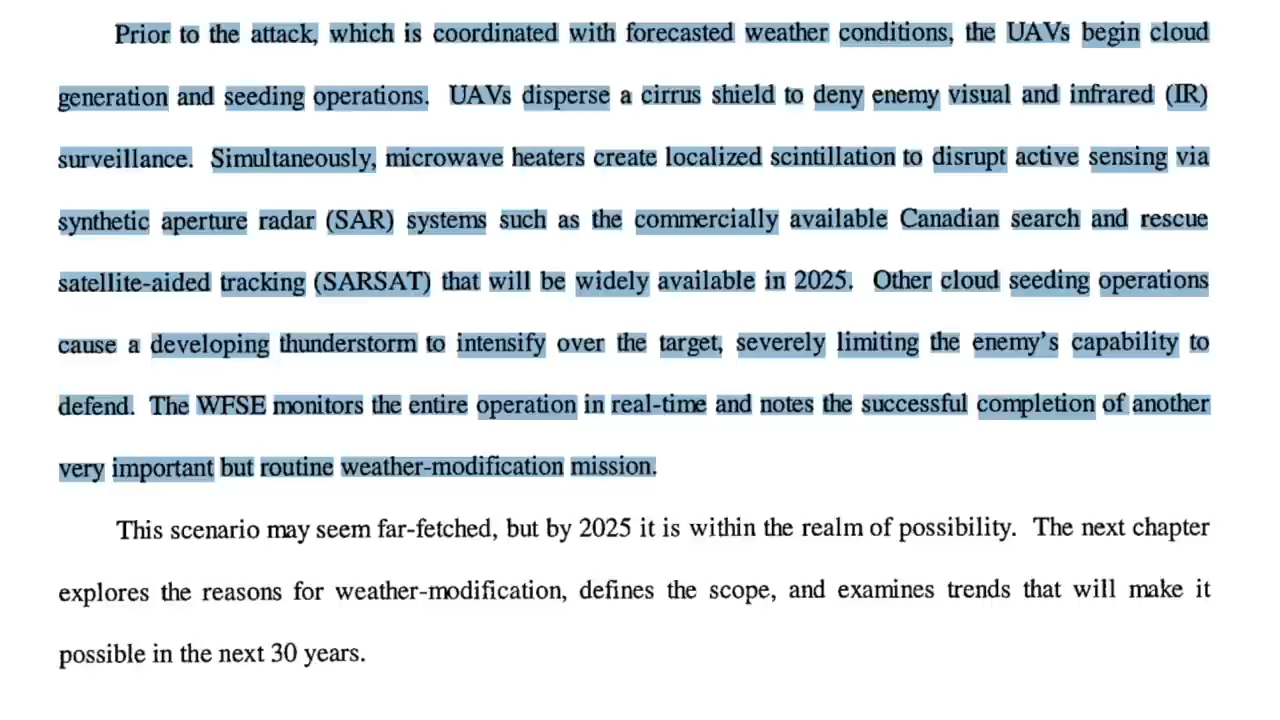 Prior to the attack, which is coordinated with forecasted weather conditions, the UAVs begin cloud
generation and seeding operations. UAVs disperse a cirrus shield to deny enemy visual and infrared (IR)
surveillance. Simultaneously, microwave heaters create localized scintillation to disrupt active sensing via
synthetic aperture radar (SAR) systems such as the commercially available Canadian search and rescue
satellite-aided tracking (SARSAT) that will be widely available in 2025. Other cloud seeding operations
cause a developing thunderstorm to intensify over the target, severely limiting the enemy's capability to
defend. The WFSE monitors the entire operation in real-time and notes the successful completion of another
very important but routine weather-modification mission.
This scenario may seem far-fetched, but by 2025 it is within the realm of possibility. The next chapter
explores the reasons for weather-modification, defines the scope, and examines trends that will make it
possible in the next 30 years.